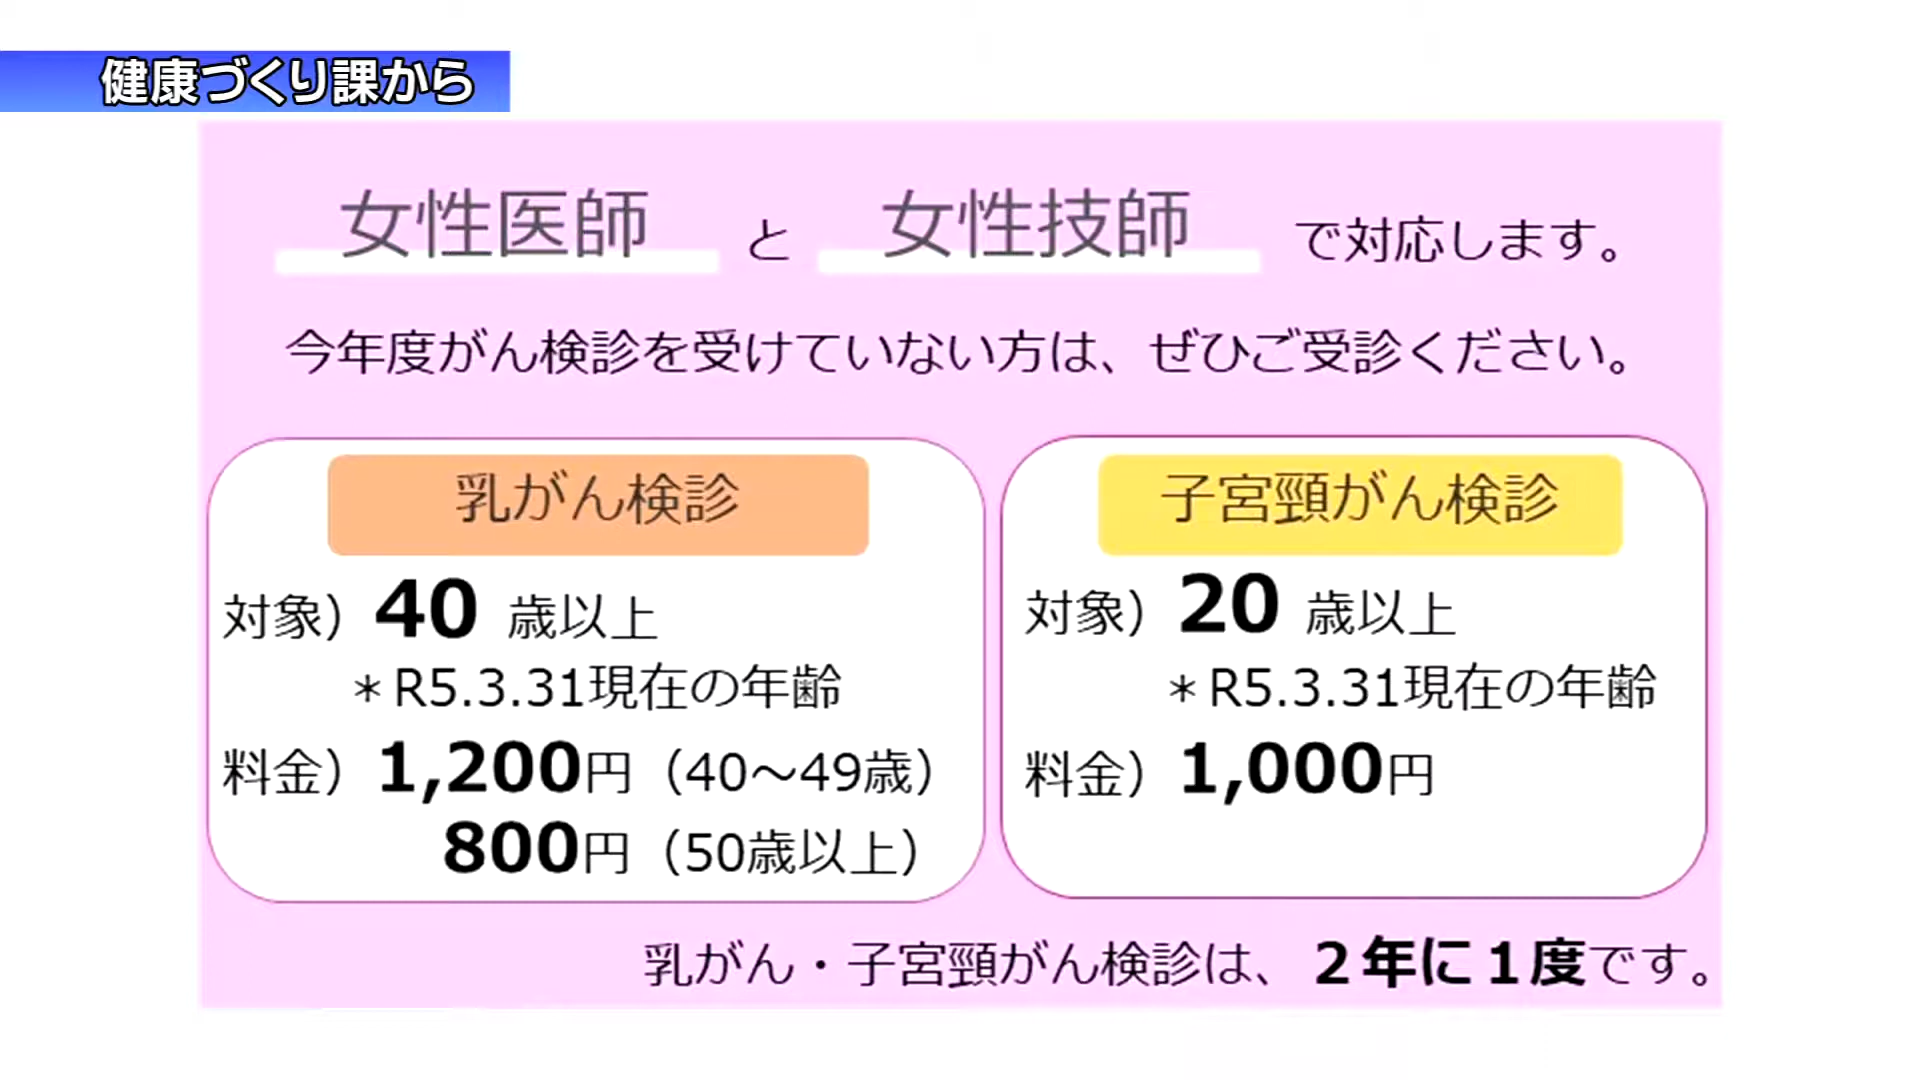 健康づくり課から
女性医師 と 女性技師 で対応します。
今年度がん検診を受けていない方は、ぜひご受診ください。
乳がん検診
対象）40 歳以上
＊R5.3.31現在の年齢
料金）1,200円（40～49歳）
800円（50歳以上）
子宮頸がん検診
対象）20 歳以上
＊R5.3.31現在の年齢
料金）1,000円
乳がん・子宮頸がん検診は、２年に１度です。